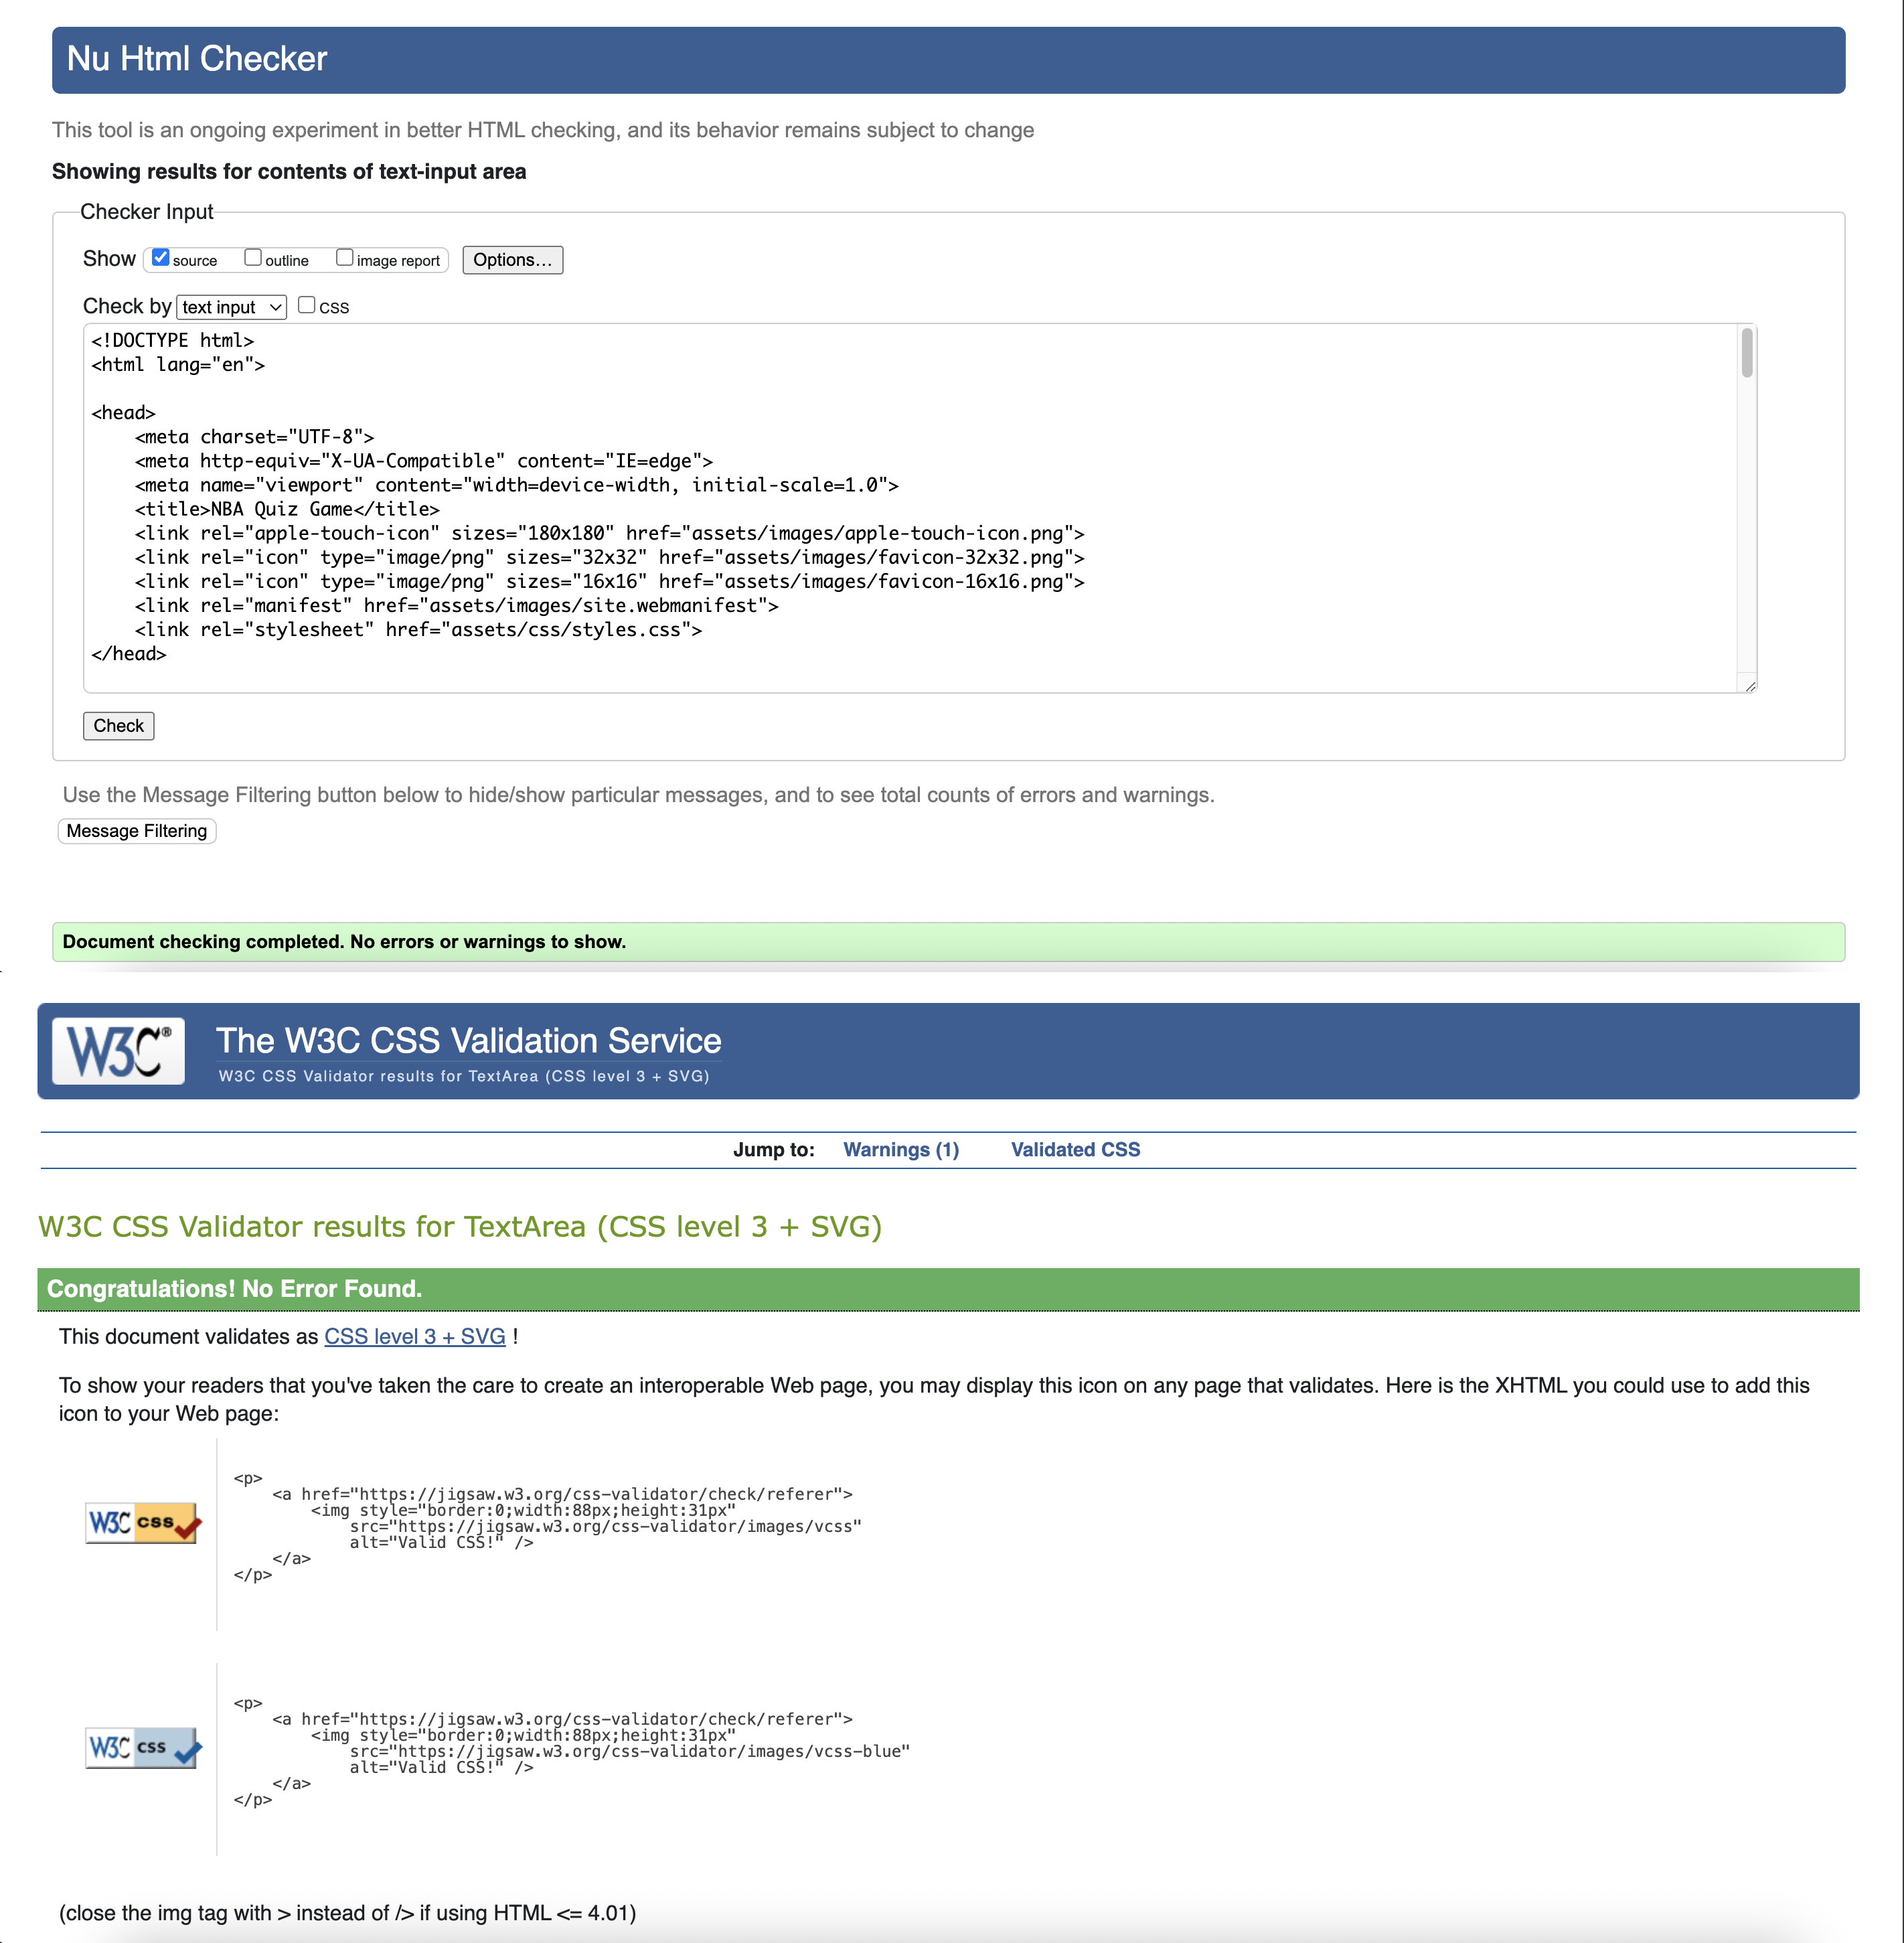 Nu Html Checker
This tool is an ongoing experiment in better HTML checking, and its behavior remains subject to change
Showing results for contents of text-input area
Checker Input
Show source outline image report Options...
Check by text input CSS
<!DOCTYPE html>
<html lang="en">
<head>
    <meta charset="UTF-8">
    <meta http-equiv="X-UA-Compatible" content="IE=edge">
    <meta name="viewport" content="width=device-width, initial-scale=1.0">
    <title>NBA Quiz Game</title>
    <link rel="apple-touch-icon" sizes="180x180" href="assets/images/apple-touch-icon.png">
    <link rel="icon" type="image/png" sizes="32x32" href="assets/images/favicon-32x32.png">
    <link rel="icon" type="image/png" sizes="16x16" href="assets/images/favicon-16x16.png">
    <link rel="manifest" href="assets/images/site.webmanifest">
    <link rel="stylesheet" href="assets/css/styles.css">
</head>
Check
Use the Message Filtering button below to hide/show particular messages, and to see total counts of errors and warnings.
Message Filtering
Document checking completed. No errors or warnings to show.
W3C®
The W3C CSS Validation Service
W3C CSS Validator results for TextArea (CSS level 3 + SVG)
Jump to: Warnings (1) Validated CSS
W3C CSS Validator results for TextArea (CSS level 3 + SVG)
Congratulations! No Error Found.
This document validates as CSS level 3 + SVG !
To show your readers that you've taken the care to create an interoperable Web page, you may display this icon on any page that validates. Here is the XHTML you could use to add this
icon to your Web page:
W3C css
<p>
    <a href="https://jigsaw.w3.org/css-validator/check/referer">
        <img style="border:0;width:88px;height:31px"
            src="https://jigsaw.w3.org/css-validator/images/vcss"
            alt="Valid CSS!" />
    </a>
</p>
W3C css
<p>
    <a href="https://jigsaw.w3.org/css-validator/check/referer">
        <img style="border:0;width:88px;height:31px"
            src="https://jigsaw.w3.org/css-validator/images/vcss-blue"
            alt="Valid CSS!" />
    </a>
</p>
(close the img tag with > instead of /> if using HTML <= 4.01)